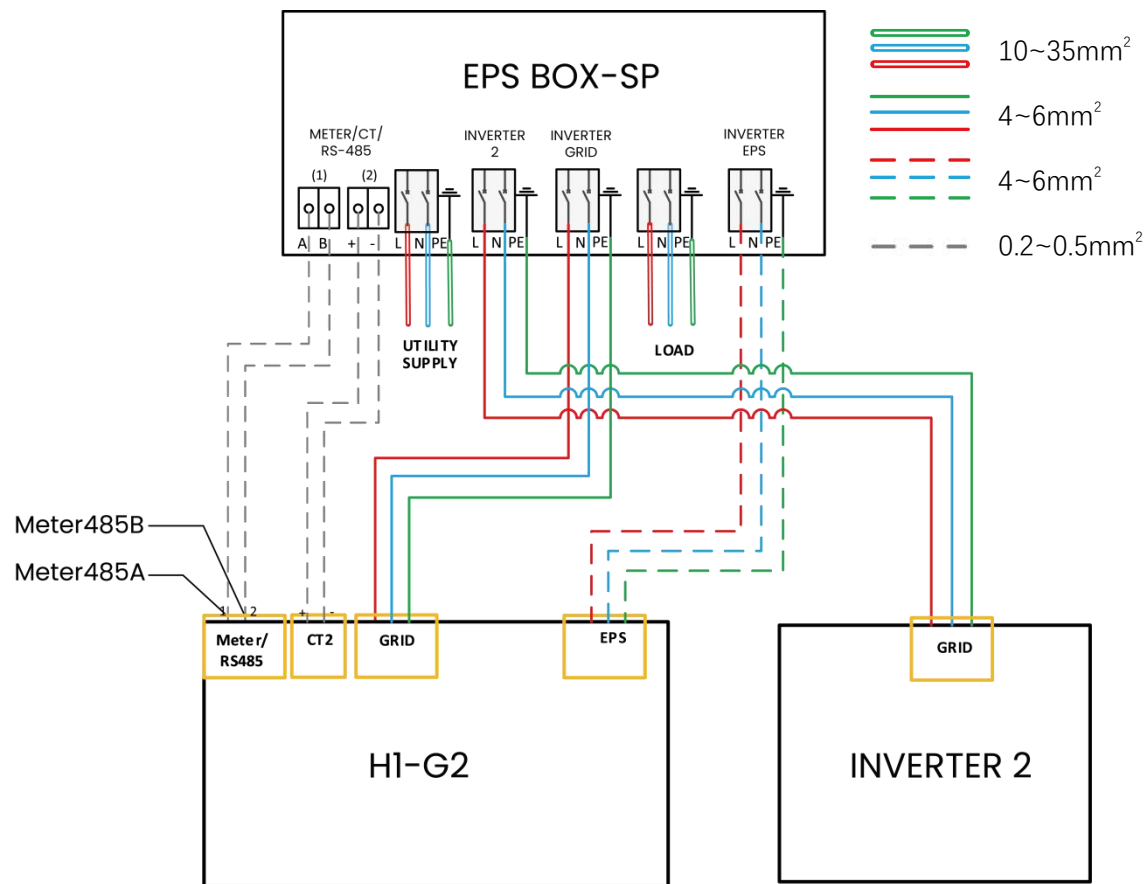 EPS BOX-SP
10~35mm²
4~6mm²
4~6mm²
0.2~0.5mm²
METER/CT/
RS-485
INVERTER
2
INVERTER
GRID
INVERTER
EPS
(1)
(2)
A B + - L N PE L N PE L N PE L N PE L N PE
UTILITY
SUPPLY
LOAD
Meter485B
Meter485A
1 2 + -
Meter/
RS485
CT2
GRID
EPS
GRID
H1-G2
INVERTER 2